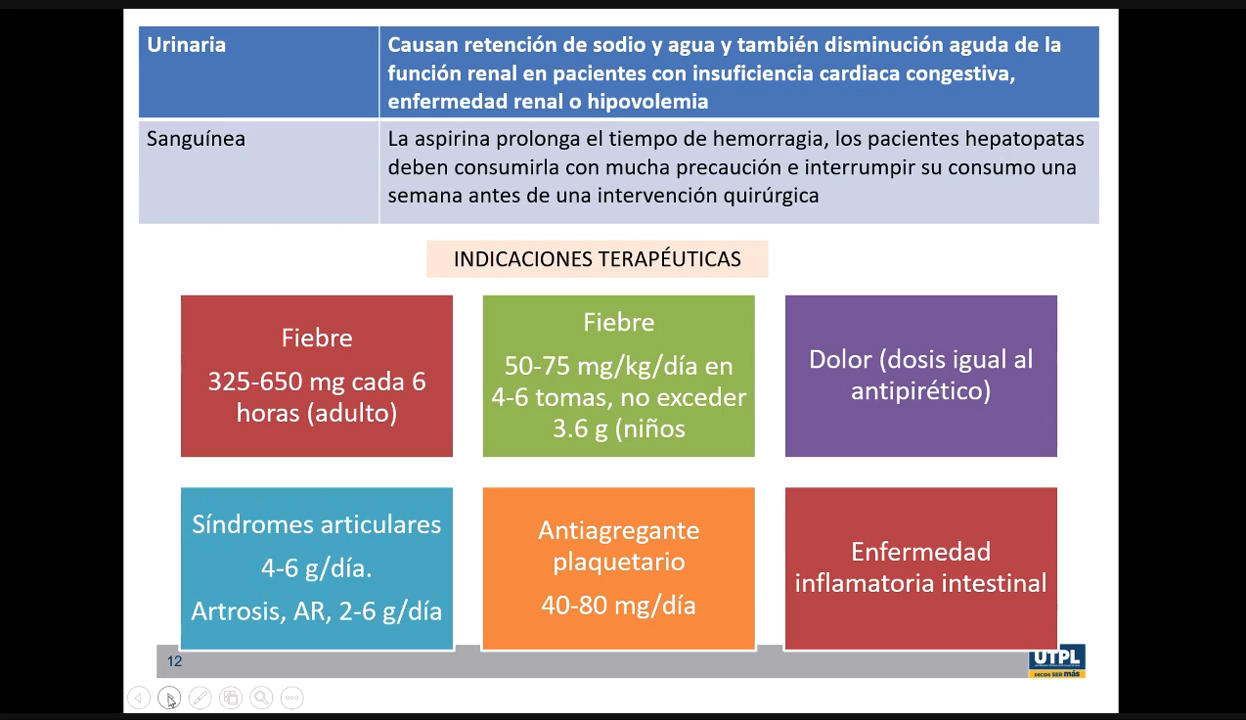 Urinaria
Causan retención de sodio y agua y también disminución aguda de la
función renal en pacientes con insuficiencia cardiaca congestiva,
enfermedad renal o hipovolemia
Sanguínea
La aspirina prolonga el tiempo de hemorragia, los pacientes hepatopatas
deben consumirla con mucha precaución e interrumpir su consumo una
semana antes de una intervención quirúrgica
INDICACIONES TERAPÉUTICAS
Fiebre
325-650 mg cada 6
horas (adulto)
Fiebre
50-75 mg/kg/día en
4-6 tomas, no exceder
3.6 g (niños
Dolor (dosis igual al
antipirético)
Síndromes articulares
4-6 g/día.
Artrosis, AR, 2-6 g/día
Antiagregante
plaquetario
40-80 mg/día
Enfermedad
inflamatoria intestinal
12
UTPL
DECIDE SER más